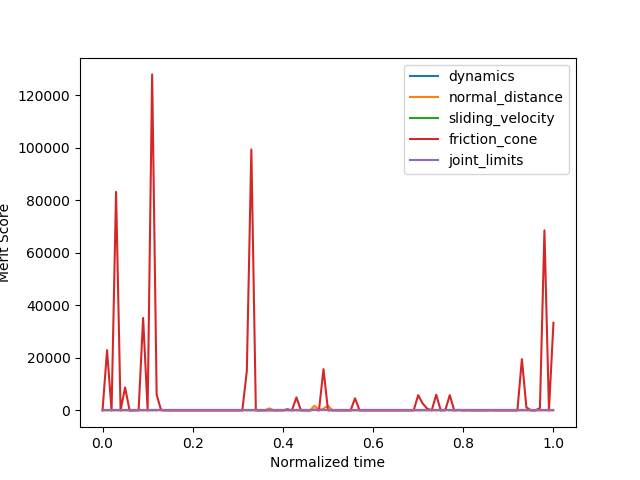 120000
100000
80000
60000
40000
20000
0
Merit Score
0.0 0.2 0.4 0.6 0.8 1.0
Normalized time
dynamics
normal_distance
sliding_velocity
friction_cone
joint_limits